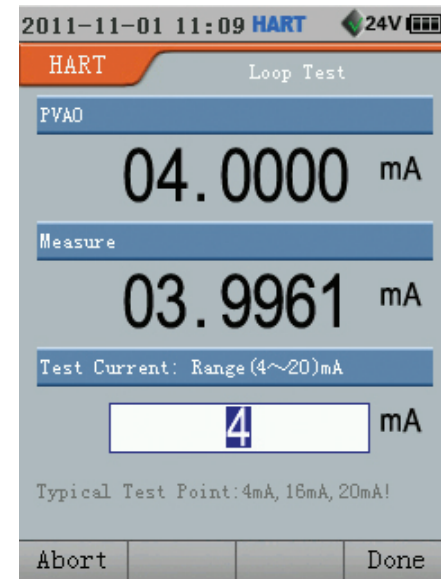 2011-11-01 11:09 HART 24V
HART Loop Test
PVAO
04.0000 mA
Measure
03.9961 mA
Test Current: Range(4～20)mA
4 mA
Typical Test Point:4mA, 16mA, 20mA!
Abort Done